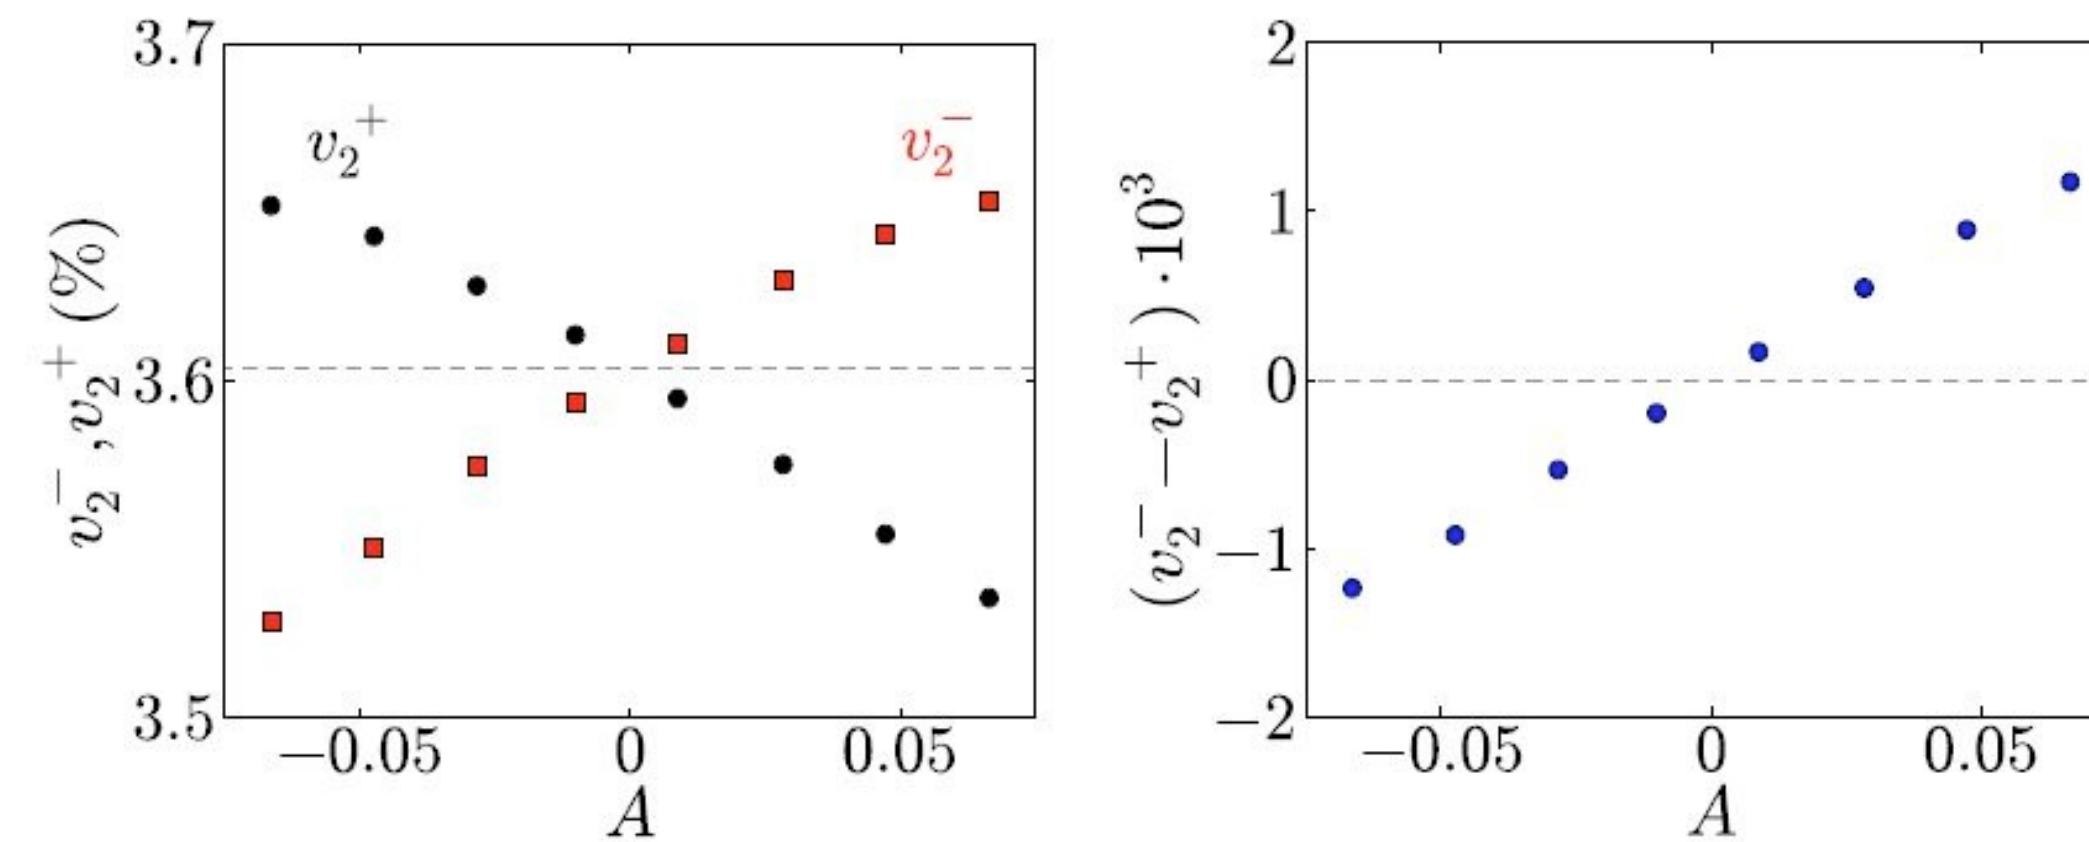 3.7
3.6
3.5
v₂⁺
v₂⁻
v₂⁻, v₂⁺ (%)
−0.05
0
0.05
A
2
1
0
−1
−2
(v₂⁻−v₂⁺)·10³
−0.05
0
0.05
A